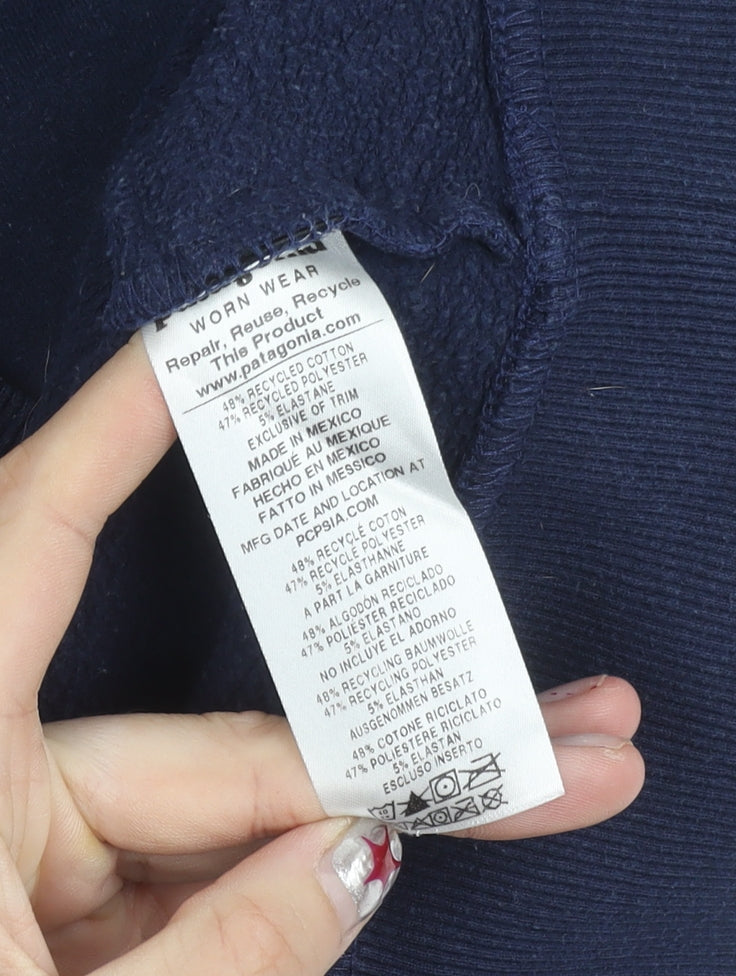 WORN WEAR
Repair, Reuse, Recycle
This Product
www.patagonia.com
48% RECYCLED COTTON
47% RECYCLED POLYESTER
5% ELASTANE
EXCLUSIVE OF TRIM
MADE IN MEXICO
FABRIQUÉ AU MEXIQUE
HECHO EN MÉXICO
FATTO IN MESSICO
MFG DATE AND LOCATION AT
PCPSIA.COM
48% RECYCLÉ COTON
47% RECYCLÉ POLYESTER
5% ELASTHANNE
A PART LA GARNITURE
48% ALGODÓN RECICLADO
47% POLIÉSTER RECICLADO
5% ELASTANO
NO INCLUYE EL ADORNO
48% RECYCLING BAUMWOLLE
47% RECYCLING POLYESTER
5% ELASTHAN
AUSGENOMMEN BESATZ
48% COTONE RICICLATO
47% POLIESTERE RICICLATO
5% ELASTAN
ESCLUSO INSERTO